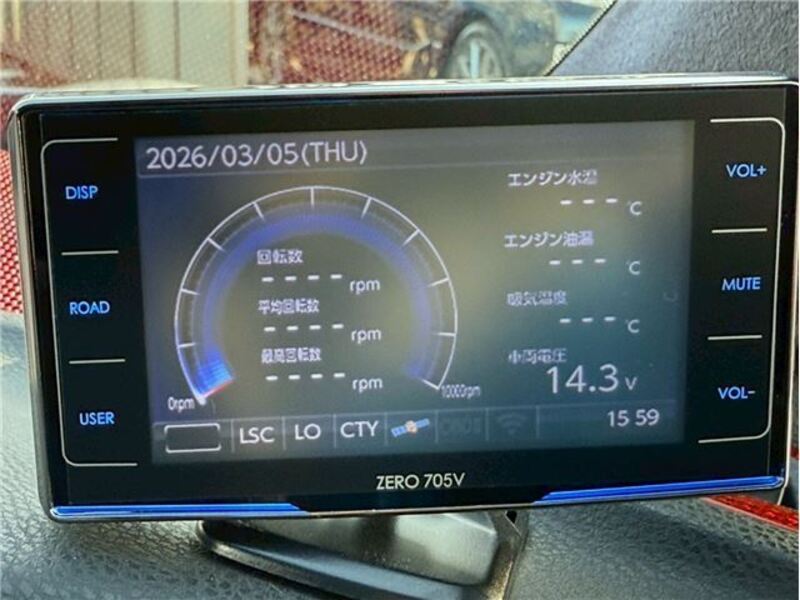 2026/03/05(THU)
DISP
ROAD
USER
回転数
- - - - rpm
平均回転数
- - - - rpm
最高回転数
- - - - rpm
0rpm
10000rpm
エンジン水温
- - - ℃
エンジン油温
- - - ℃
吸気温度
- - - ℃
車両電圧
14.3 v
LSC LO CTY OBDⅡ 15 59
VOL+
MUTE
VOL-
ZERO 705V